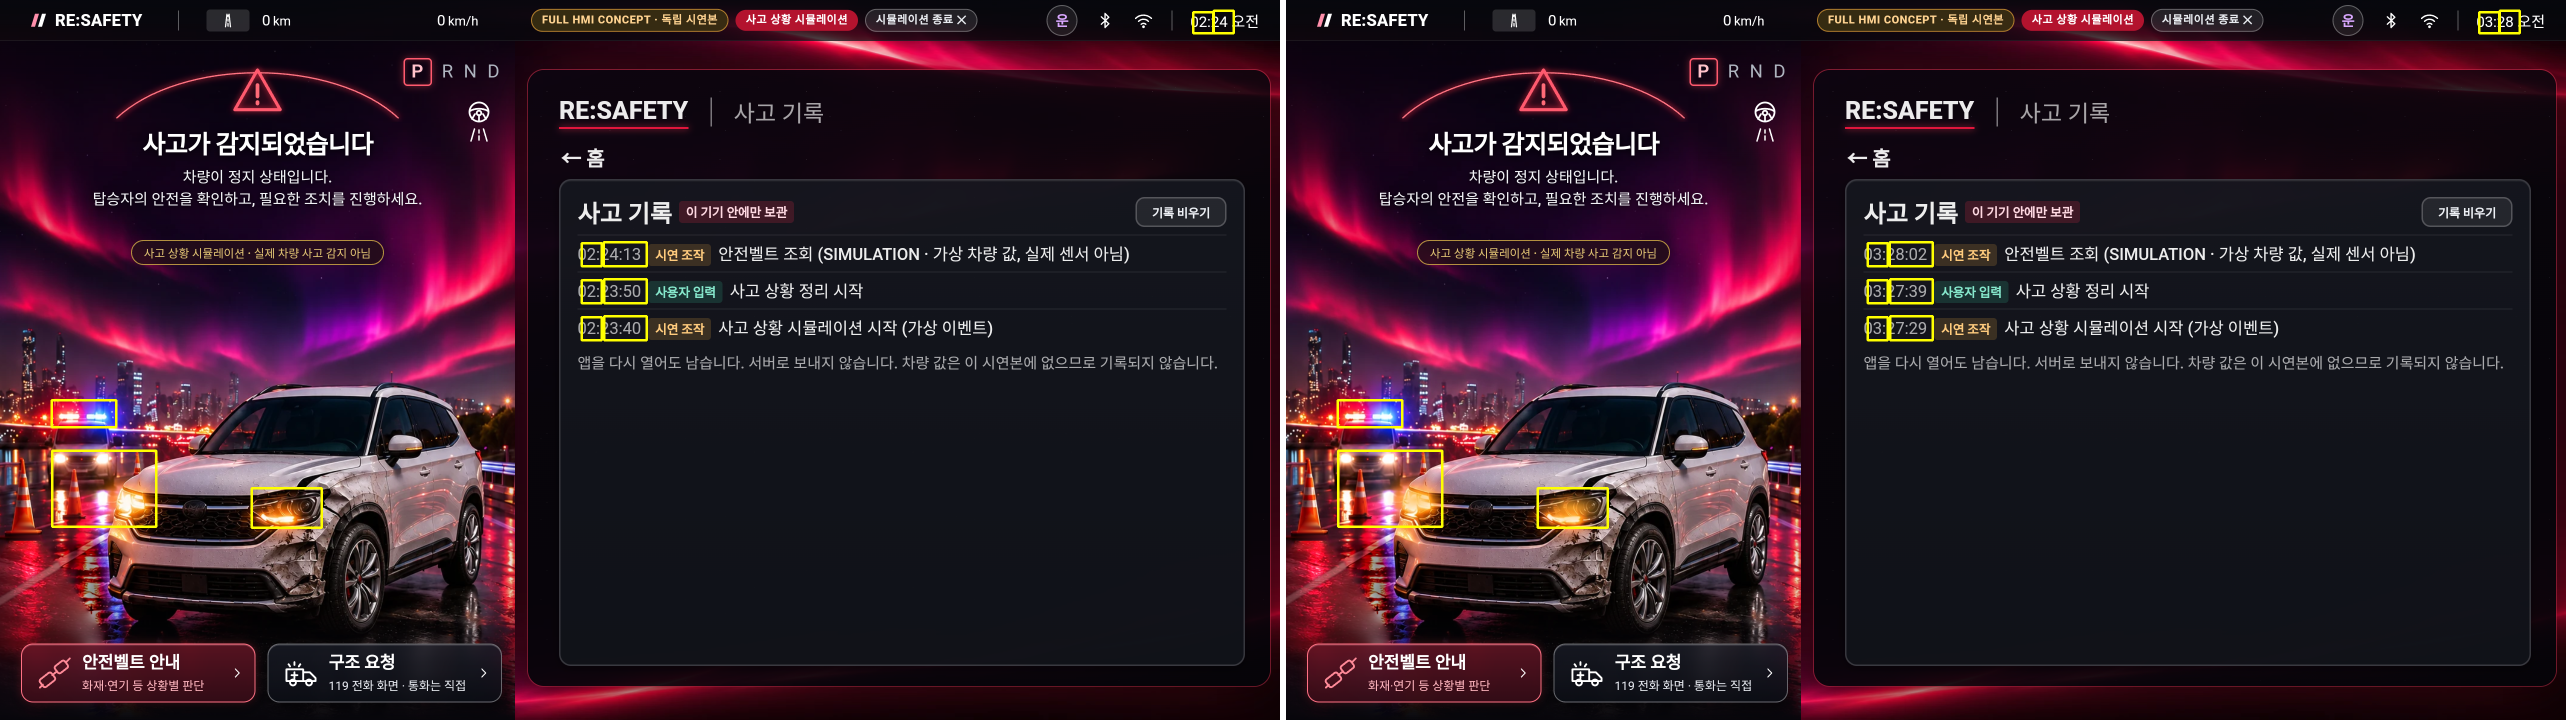 RE:SAFETY
0 km
0 km/h
FULL HMI CONCEPT · 독립 시연본
사고 상황 시뮬레이션
시뮬레이션 종료 ✕
운
02:24 오전
P R N D
사고가 감지되었습니다
차량이 정지 상태입니다.
탑승자의 안전을 확인하고, 필요한 조치를 진행하세요.
사고 상황 시뮬레이션 · 실제 차량 사고 감지 아님
안전벨트 안내
화재·연기 등 상황별 판단
구조 요청
119 전화 화면 · 통화는 직접
RE:SAFETY
사고 기록
← 홈
사고 기록 이 기기 안에만 보관
기록 비우기
02:24:13 시연 조작 안전벨트 조회 (SIMULATION · 가상 차량 값, 실제 센서 아님)
02:23:50 사용자 입력 사고 상황 정리 시작
02:23:40 시연 조작 사고 상황 시뮬레이션 시작 (가상 이벤트)
앱을 다시 열어도 남습니다. 서버로 보내지 않습니다. 차량 값은 이 시연본에 없으므로 기록되지 않습니다.
RE:SAFETY
0 km
0 km/h
FULL HMI CONCEPT · 독립 시연본
사고 상황 시뮬레이션
시뮬레이션 종료 ✕
운
03:28 오전
P R N D
사고가 감지되었습니다
차량이 정지 상태입니다.
탑승자의 안전을 확인하고, 필요한 조치를 진행하세요.
사고 상황 시뮬레이션 · 실제 차량 사고 감지 아님
안전벨트 안내
화재·연기 등 상황별 판단
구조 요청
119 전화 화면 · 통화는 직접
RE:SAFETY
사고 기록
← 홈
사고 기록 이 기기 안에만 보관
기록 비우기
03:28:02 시연 조작 안전벨트 조회 (SIMULATION · 가상 차량 값, 실제 센서 아님)
03:27:39 사용자 입력 사고 상황 정리 시작
03:27:29 시연 조작 사고 상황 시뮬레이션 시작 (가상 이벤트)
앱을 다시 열어도 남습니다. 서버로 보내지 않습니다. 차량 값은 이 시연본에 없으므로 기록되지 않습니다.